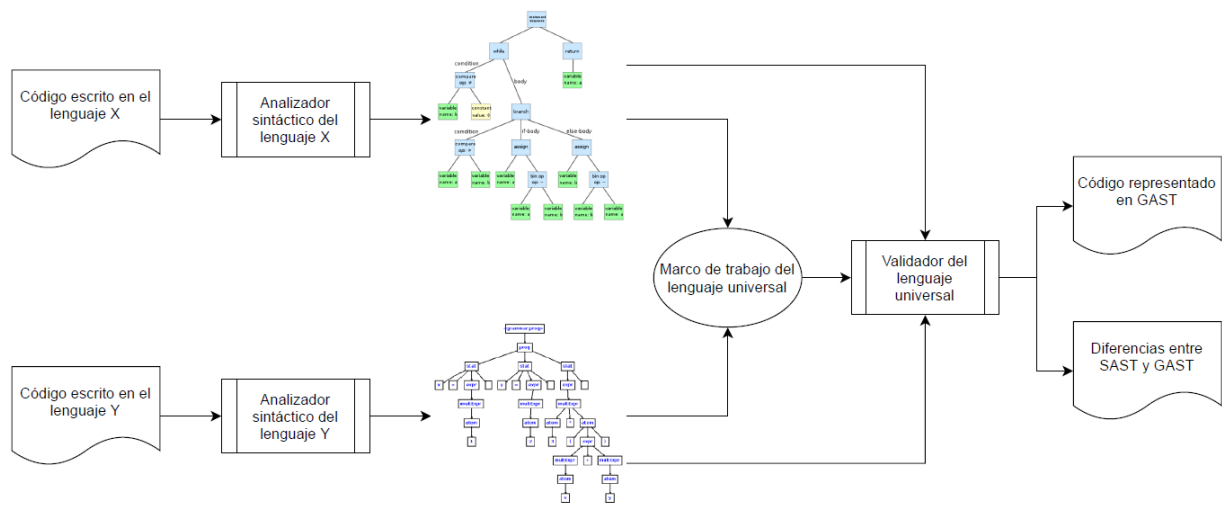 while
return
condition
compare
op: ≠
body
variable
name: a
variable
name: b
constant
value: 0
branch
condition
if-body
else-body
compare
assign
assign
variable
name: a
variable
name: b
variable
name: a
bin op
op: −
variable
name: b
bin op
op: −
variable
name: a
variable
name: b
variable
name: b
variable
name: a
Código escrito en el
lenguaje X
Analizador
sintáctico del
lenguaje X
Código representado
en GAST
Marco de trabajo del
lenguaje universal
Validador del
lenguaje
universal
Diferencias entre
SAST y GAST
Código escrito en el
lenguaje Y
Analizador
sintáctico del
lenguaje Y
prog
stat
stat
stat
expr
expr
expr
multExpr
multExpr
multExpr
atom
atom
atom
*
atom
expr
multExpr
multExpr
atom
atom